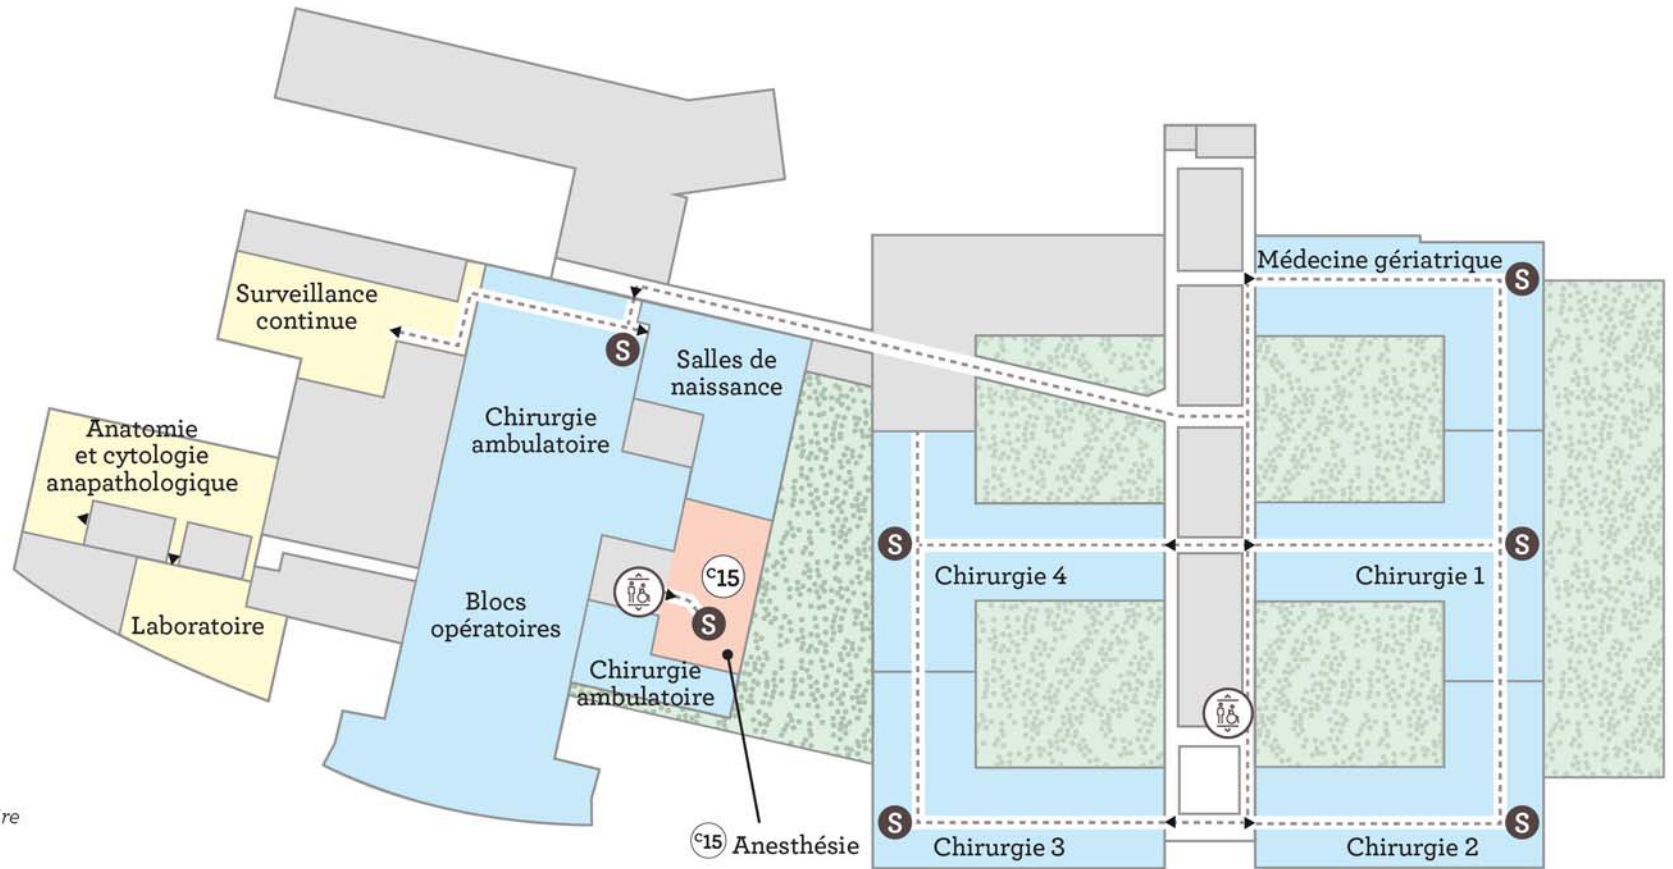 Médecine gériatrique
S
Surveillance
continue
S
Salles de
naissance
Chirurgie
ambulatoire
Anatomie
et cytologie
anapathologique
S
S
Chirurgie 4
Chirurgie 1
c15
Blocs
opératoires
S
Laboratoire
Chirurgie
ambulatoire
re
S
S
c15 Anesthésie
Chirurgie 3
Chirurgie 2